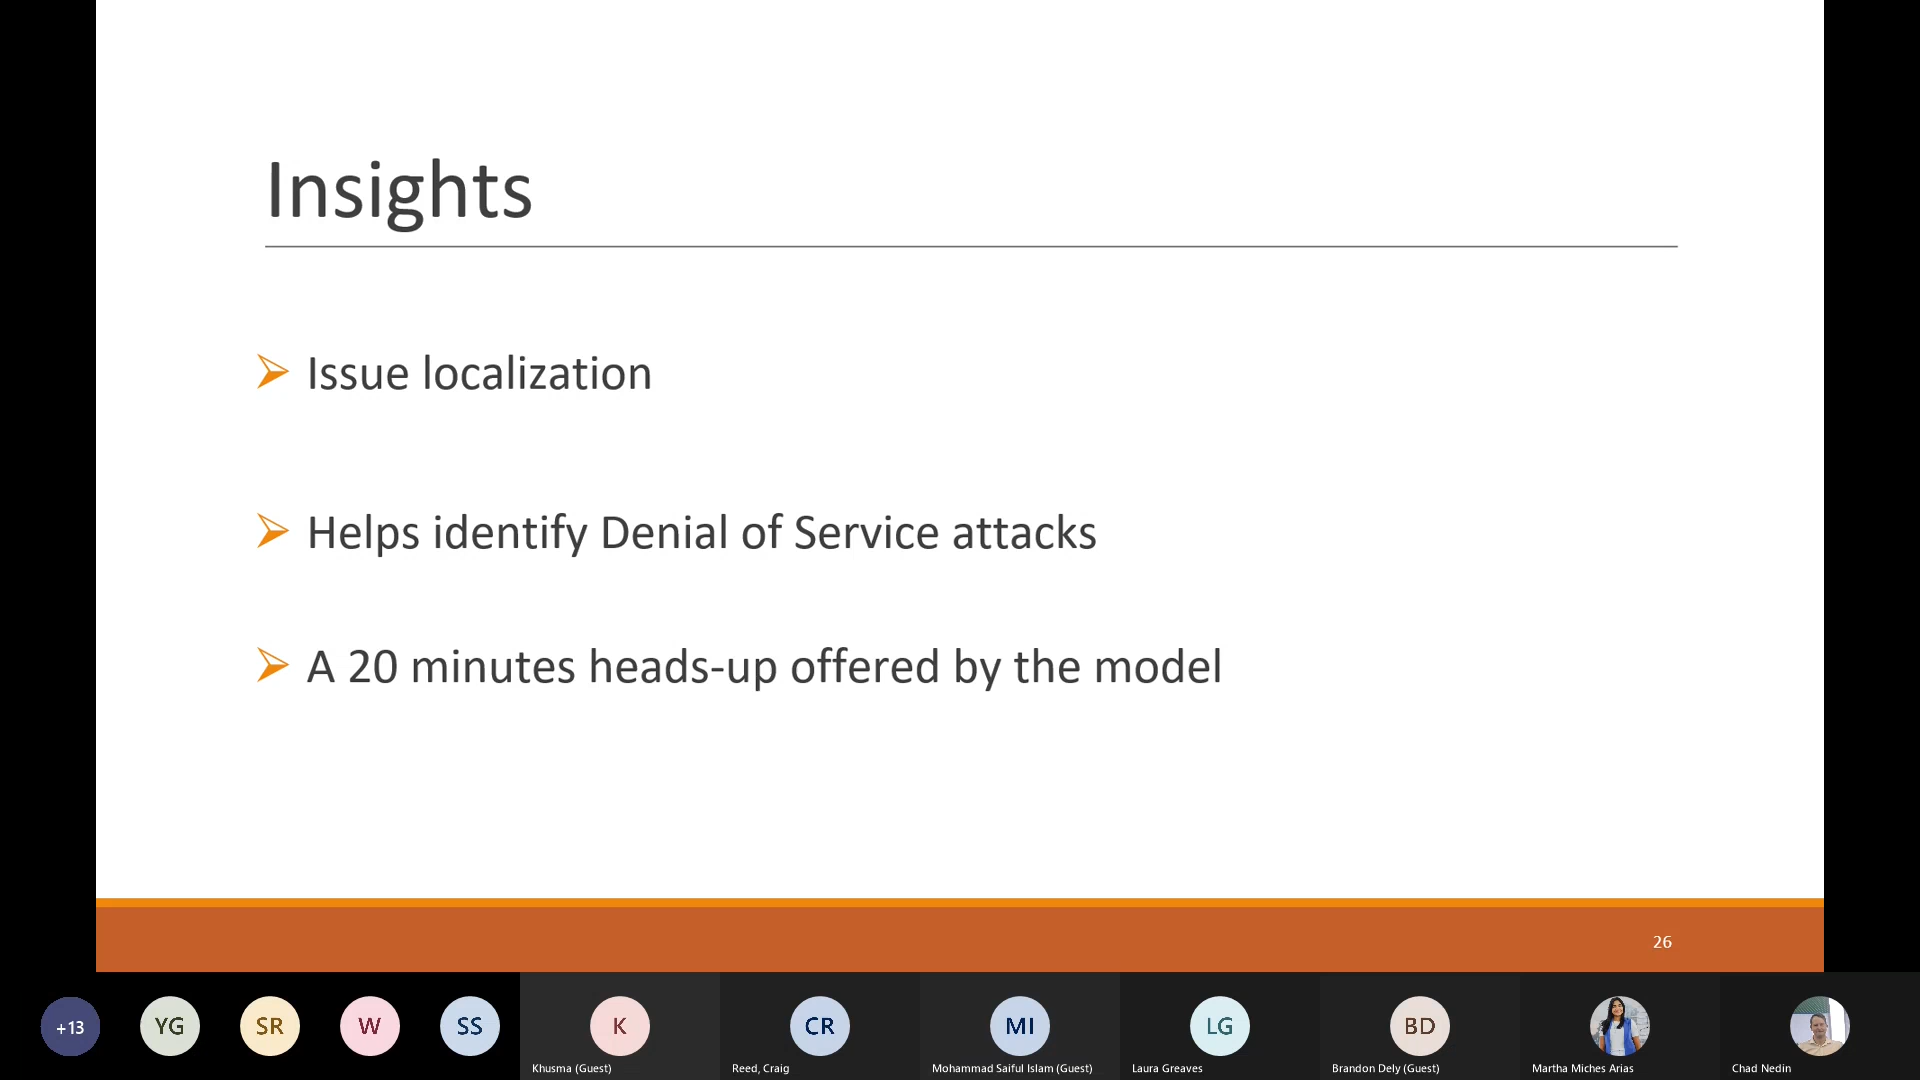 Insights
Issue localization
Helps identify Denial of Service attacks
A 20 minutes heads-up offered by the model
26
+13
YG
SR
W
SS
K
CR
MI
LG
BD
Khusma (Guest)
Reed, Craig
Mohammad Saiful Islam (Guest)
Laura Greaves
Brandon Dely (Guest)
Martha Miches Arias
Chad Nedin